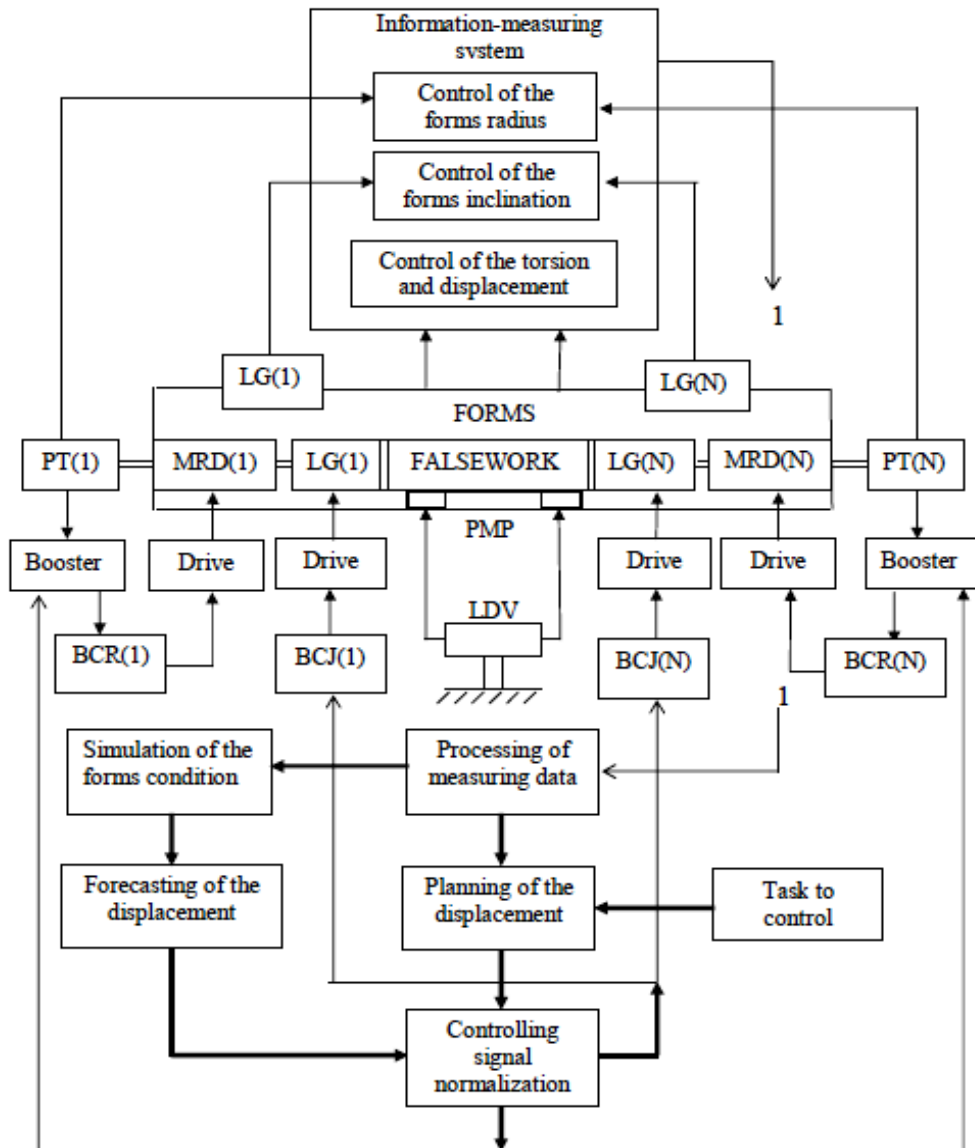 Information-measuring
system
Control of the
forms radius
Control of the
forms inclination
Control of the torsion
and displacement
1
LG(1)
LG(N)
FORMS
PT(1)
MRD(1)
LG(1)
FALSEWORK
LG(N)
MRD(N)
PT(N)
PMP
Booster
Drive
Drive
Drive
Drive
Booster
LDV
BCR(1)
BCJ(1)
BCJ(N)
BCR(N)
1
Simulation of the
forms condition
Processing of
measuring data
Forecasting of the
displacement
Planning of the
displacement
Task to
control
Controlling
signal
normalization